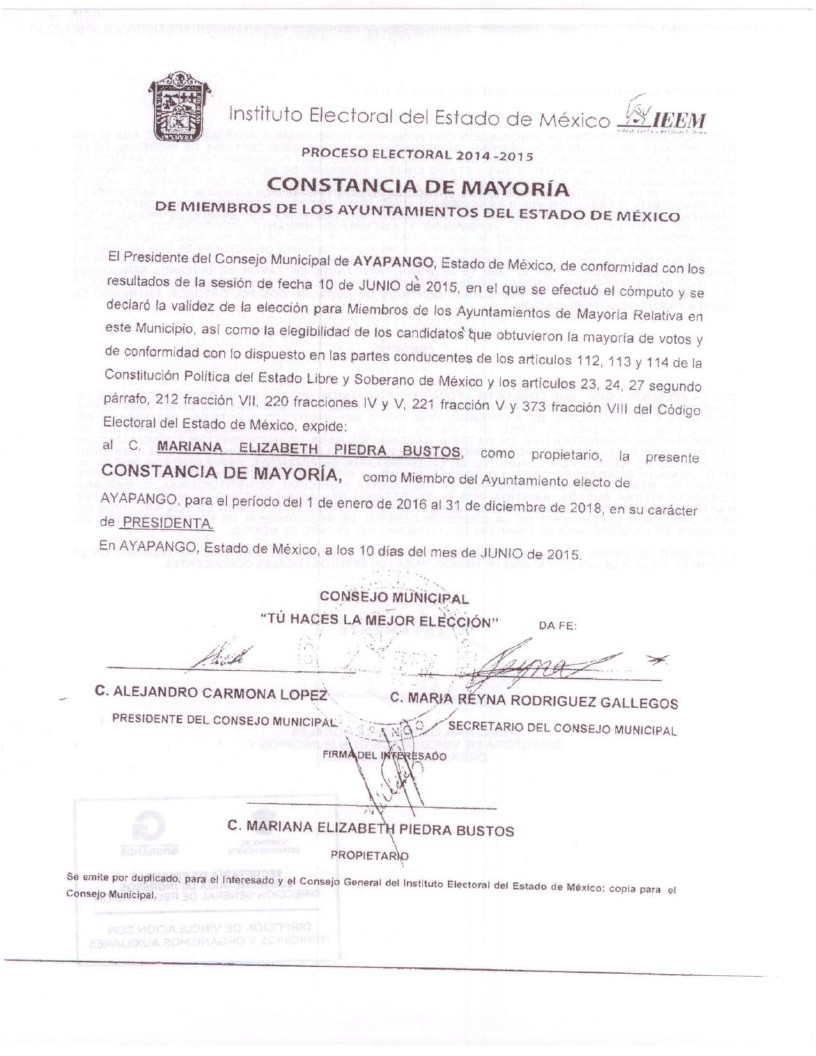 Instituto Electoral del Estado de México IEEM
PROCESO ELECTORAL 2014-2015
CONSTANCIA DE MAYORÍA
DE MIEMBROS DE LOS AYUNTAMIENTOS DEL ESTADO DE MÉXICO
El Presidente del Consejo Municipal de AYAPANGO, Estado de México, de conformidad con los
resultados de la sesión de fecha 10 de JUNIO de 2015, en el que se efectuó el cómputo y se
declaró la validez de la elección para Miembros de los Ayuntamientos de Mayoría Relativa en
este Municipio, así como la elegibilidad de los candidatos que obtuvieron la mayoría de votos y
de conformidad con lo dispuesto en las partes conducentes de los artículos 112, 113 y 114 de la
Constitución Política del Estado Libre y Soberano de México y los artículos 23, 24, 27 segundo
párrafo, 212 fracción VII, 220 fracciones IV y V, 221 fracción V y 373 fracción VIII del Código
Electoral del Estado de México, expide:
al C. MARIANA ELIZABETH PIEDRA BUSTOS, como propietario, la presente
CONSTANCIA DE MAYORÍA, como Miembro del Ayuntamiento electo de
AYAPANGO, para el período del 1 de enero de 2016 al 31 de diciembre de 2018, en su carácter
de PRESIDENTA.
En AYAPANGO, Estado de México, a los 10 días del mes de JUNIO de 2015.
CONSEJO MUNICIPAL
"TÚ HACES LA MEJOR ELECCIÓN" DA FE:
C. ALEJANDRO CARMONA LOPEZ C. MARIA REYNA RODRIGUEZ GALLEGOS
PRESIDENTE DEL CONSEJO MUNICIPAL SECRETARIO DEL CONSEJO MUNICIPAL
FIRMA DEL INTERESADO
C. MARIANA ELIZABETH PIEDRA BUSTOS
PROPIETARIO
Se emite por duplicado, para el Interesado y el Consejo General del Instituto Electoral del Estado de México; copia para el
Consejo Municipal.